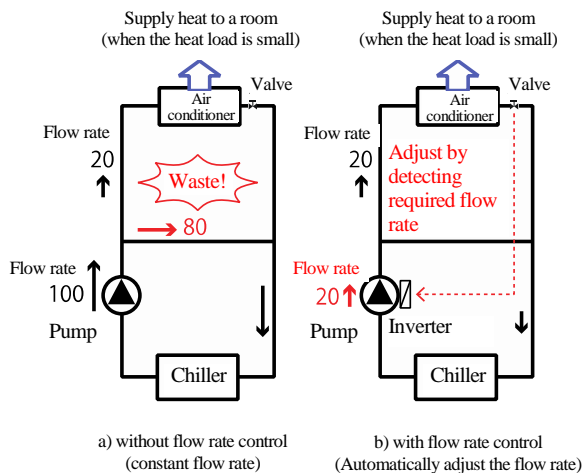 Supply heat to a room
(when the heat load is small)
Air
conditioner
Valve
Flow rate
20
Waste!
80
Flow rate
100
Pump
Chiller
a) without flow rate control
(constant flow rate)
Supply heat to a room
(when the heat load is small)
Air
conditioner
Valve
Flow rate
20
Adjust by
detecting
required flow
rate
Flow rate
20
Pump
Inverter
Chiller
b) with flow rate control
(Automatically adjust the flow rate)